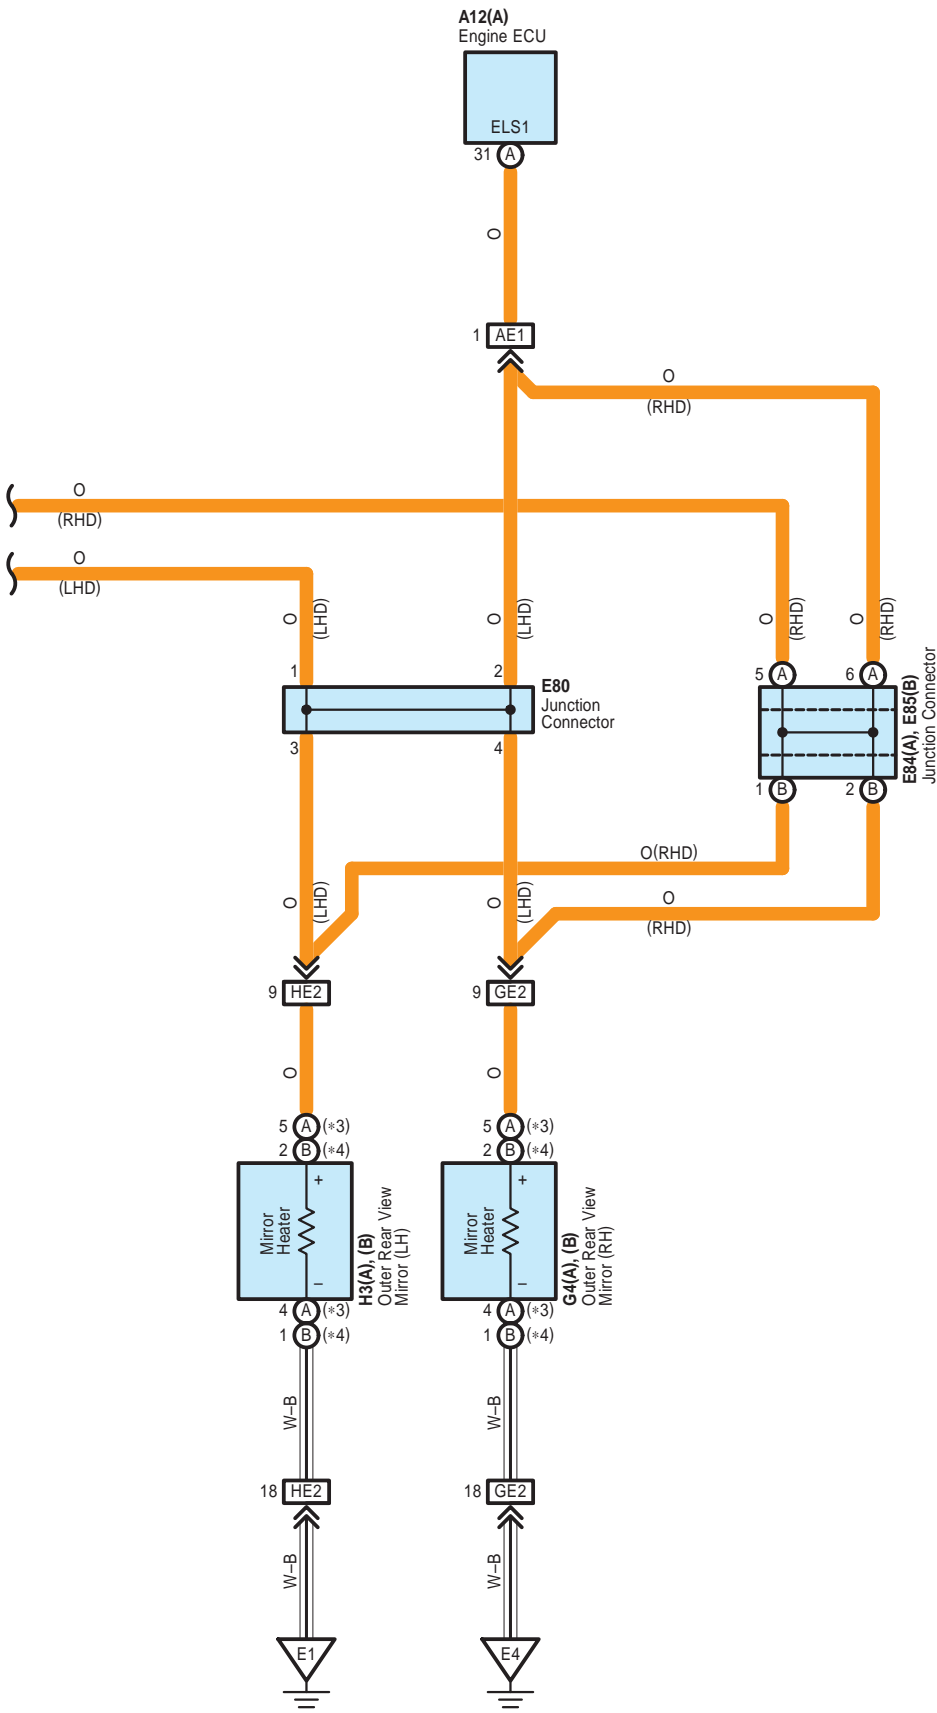 A12(A)
Engine ECU
ELS1
31 A
O
1 AE1
O
(RHD)
O
(RHD)
O
(LHD)
O (LHD)
O (LHD)
O (RHD)
O (RHD)
1
2
E80
Junction
Connector
3
4
5 A
6 A
E84(A), E85(B)
Junction Connector
1 B
2 B
O(RHD)
O
(RHD)
O (LHD)
O (LHD)
9 HE2
9 GE2
O
O
5 A (*3)
2 B (*4)
5 A (*3)
2 B (*4)
+
Mirror
Heater
–
H3(A), (B)
Outer Rear View
Mirror (LH)
+
Mirror
Heater
–
G4(A), (B)
Outer Rear View
Mirror (RH)
4 A (*3)
1 B (*4)
4 A (*3)
1 B (*4)
W–B
W–B
18 HE2
18 GE2
W–B
W–B
E1
E4